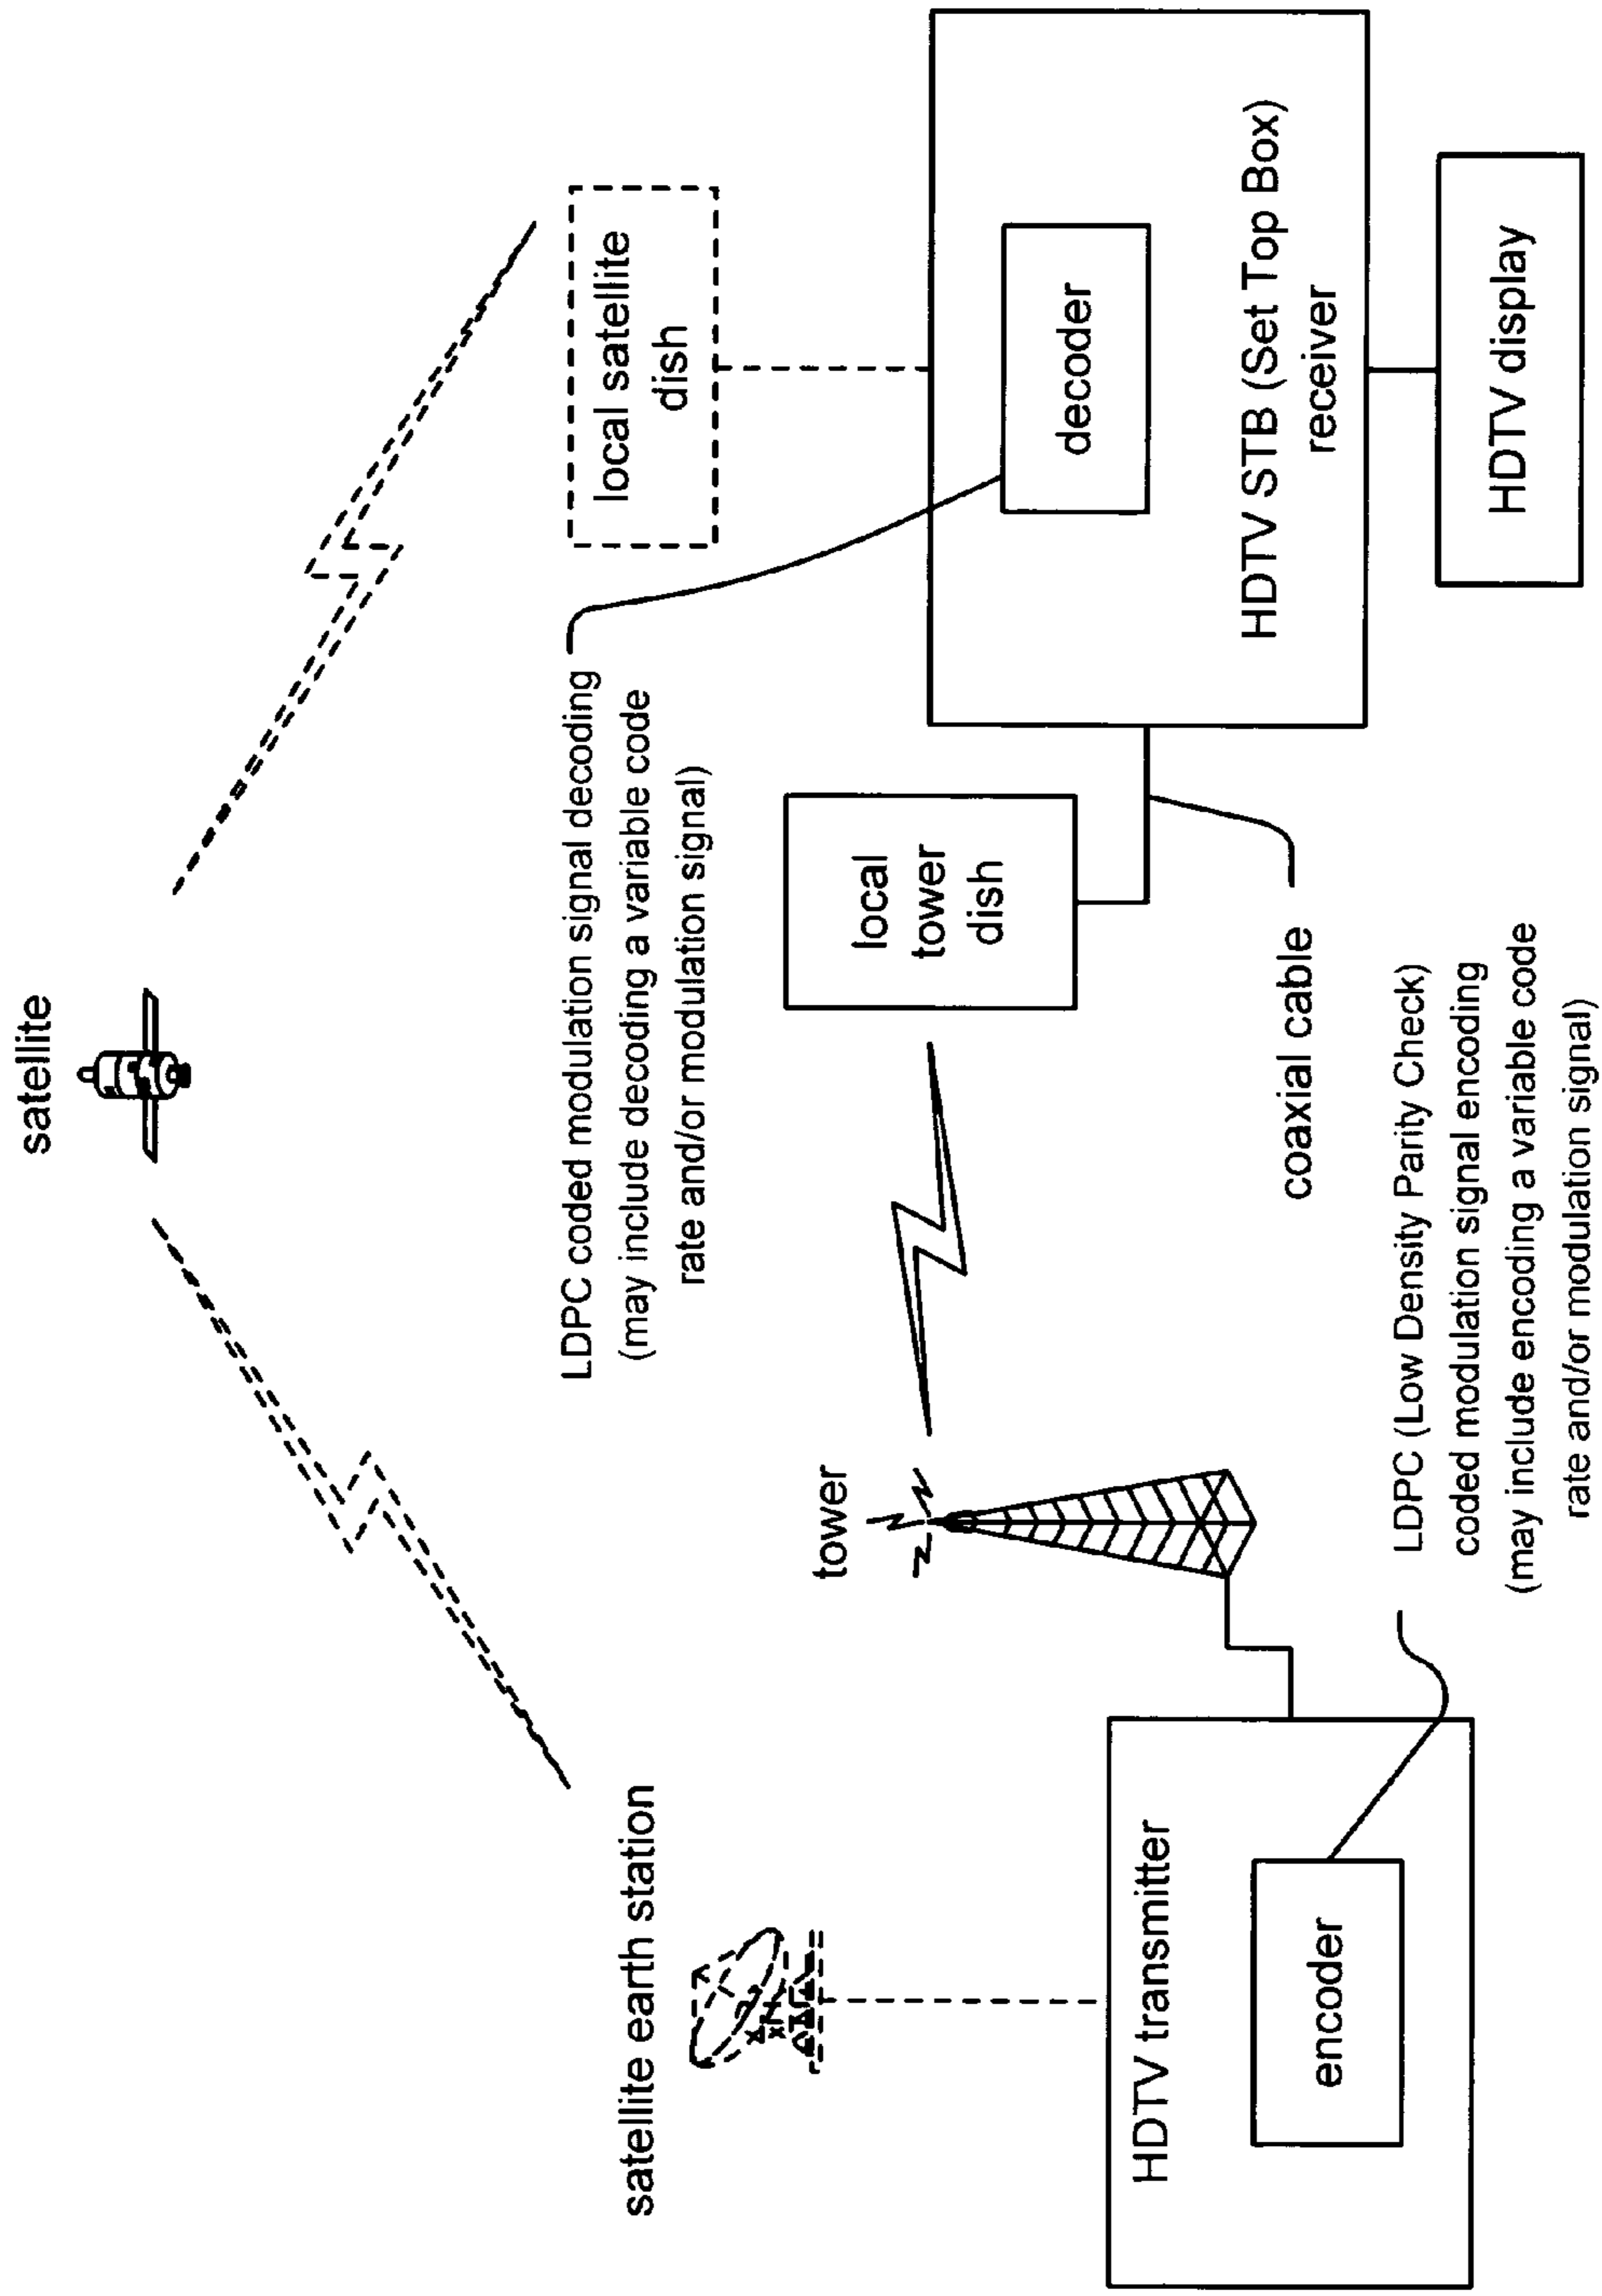 satellite
satellite earth station
HDTV transmitter
encoder
tower
LDPC (Low Density Parity Check)
coded modulation signal encoding
(may include encoding a variable code
rate and/or modulation signal)
LDPC coded modulation signal decoding
(may include decoding a variable code
rate and/or modulation signal)
local
tower
dish
coaxial cable
local satellite
dish
decoder
HDTV STB (Set Top Box)
receiver
HDTV display